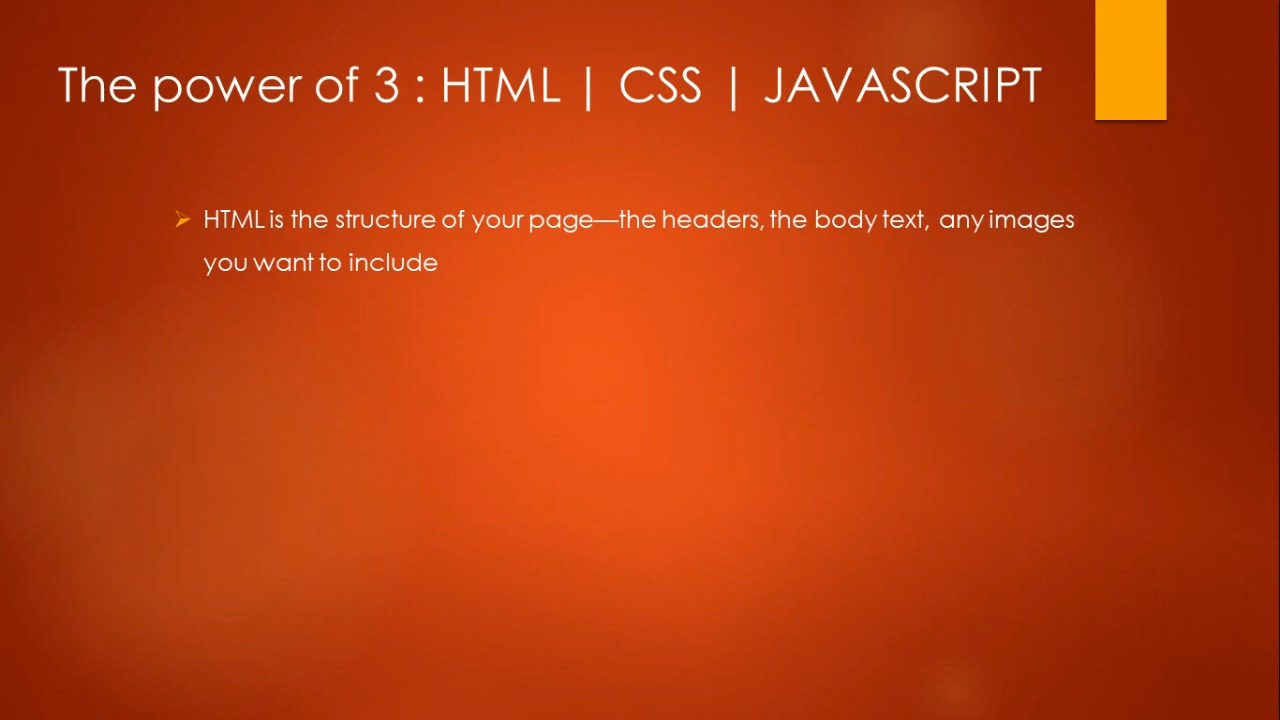 The power of 3 : HTML | CSS | JAVASCRIPT
HTML is the structure of your page—the headers, the body text, any images
you want to include